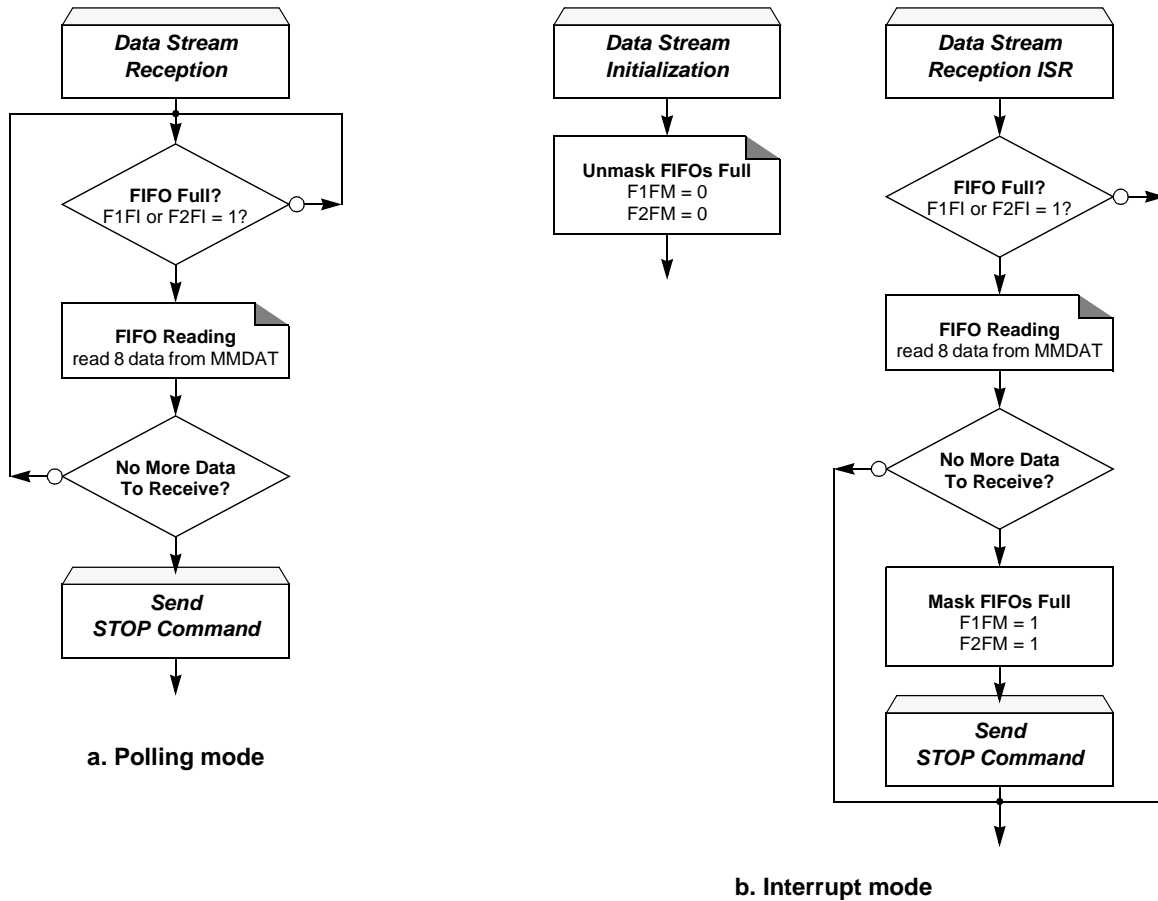 Data Stream
Reception
FIFO Full?
F1FI or F2FI = 1?
FIFO Reading
read 8 data from MMDAT
No More Data
To Receive?
Send
STOP Command
a. Polling mode
Data Stream
Initialization
Unmask FIFOs Full
F1FM = 0
F2FM = 0
Data Stream
Reception ISR
FIFO Full?
F1FI or F2FI = 1?
FIFO Reading
read 8 data from MMDAT
No More Data
To Receive?
Mask FIFOs Full
F1FM = 1
F2FM = 1
Send
STOP Command
b. Interrupt mode